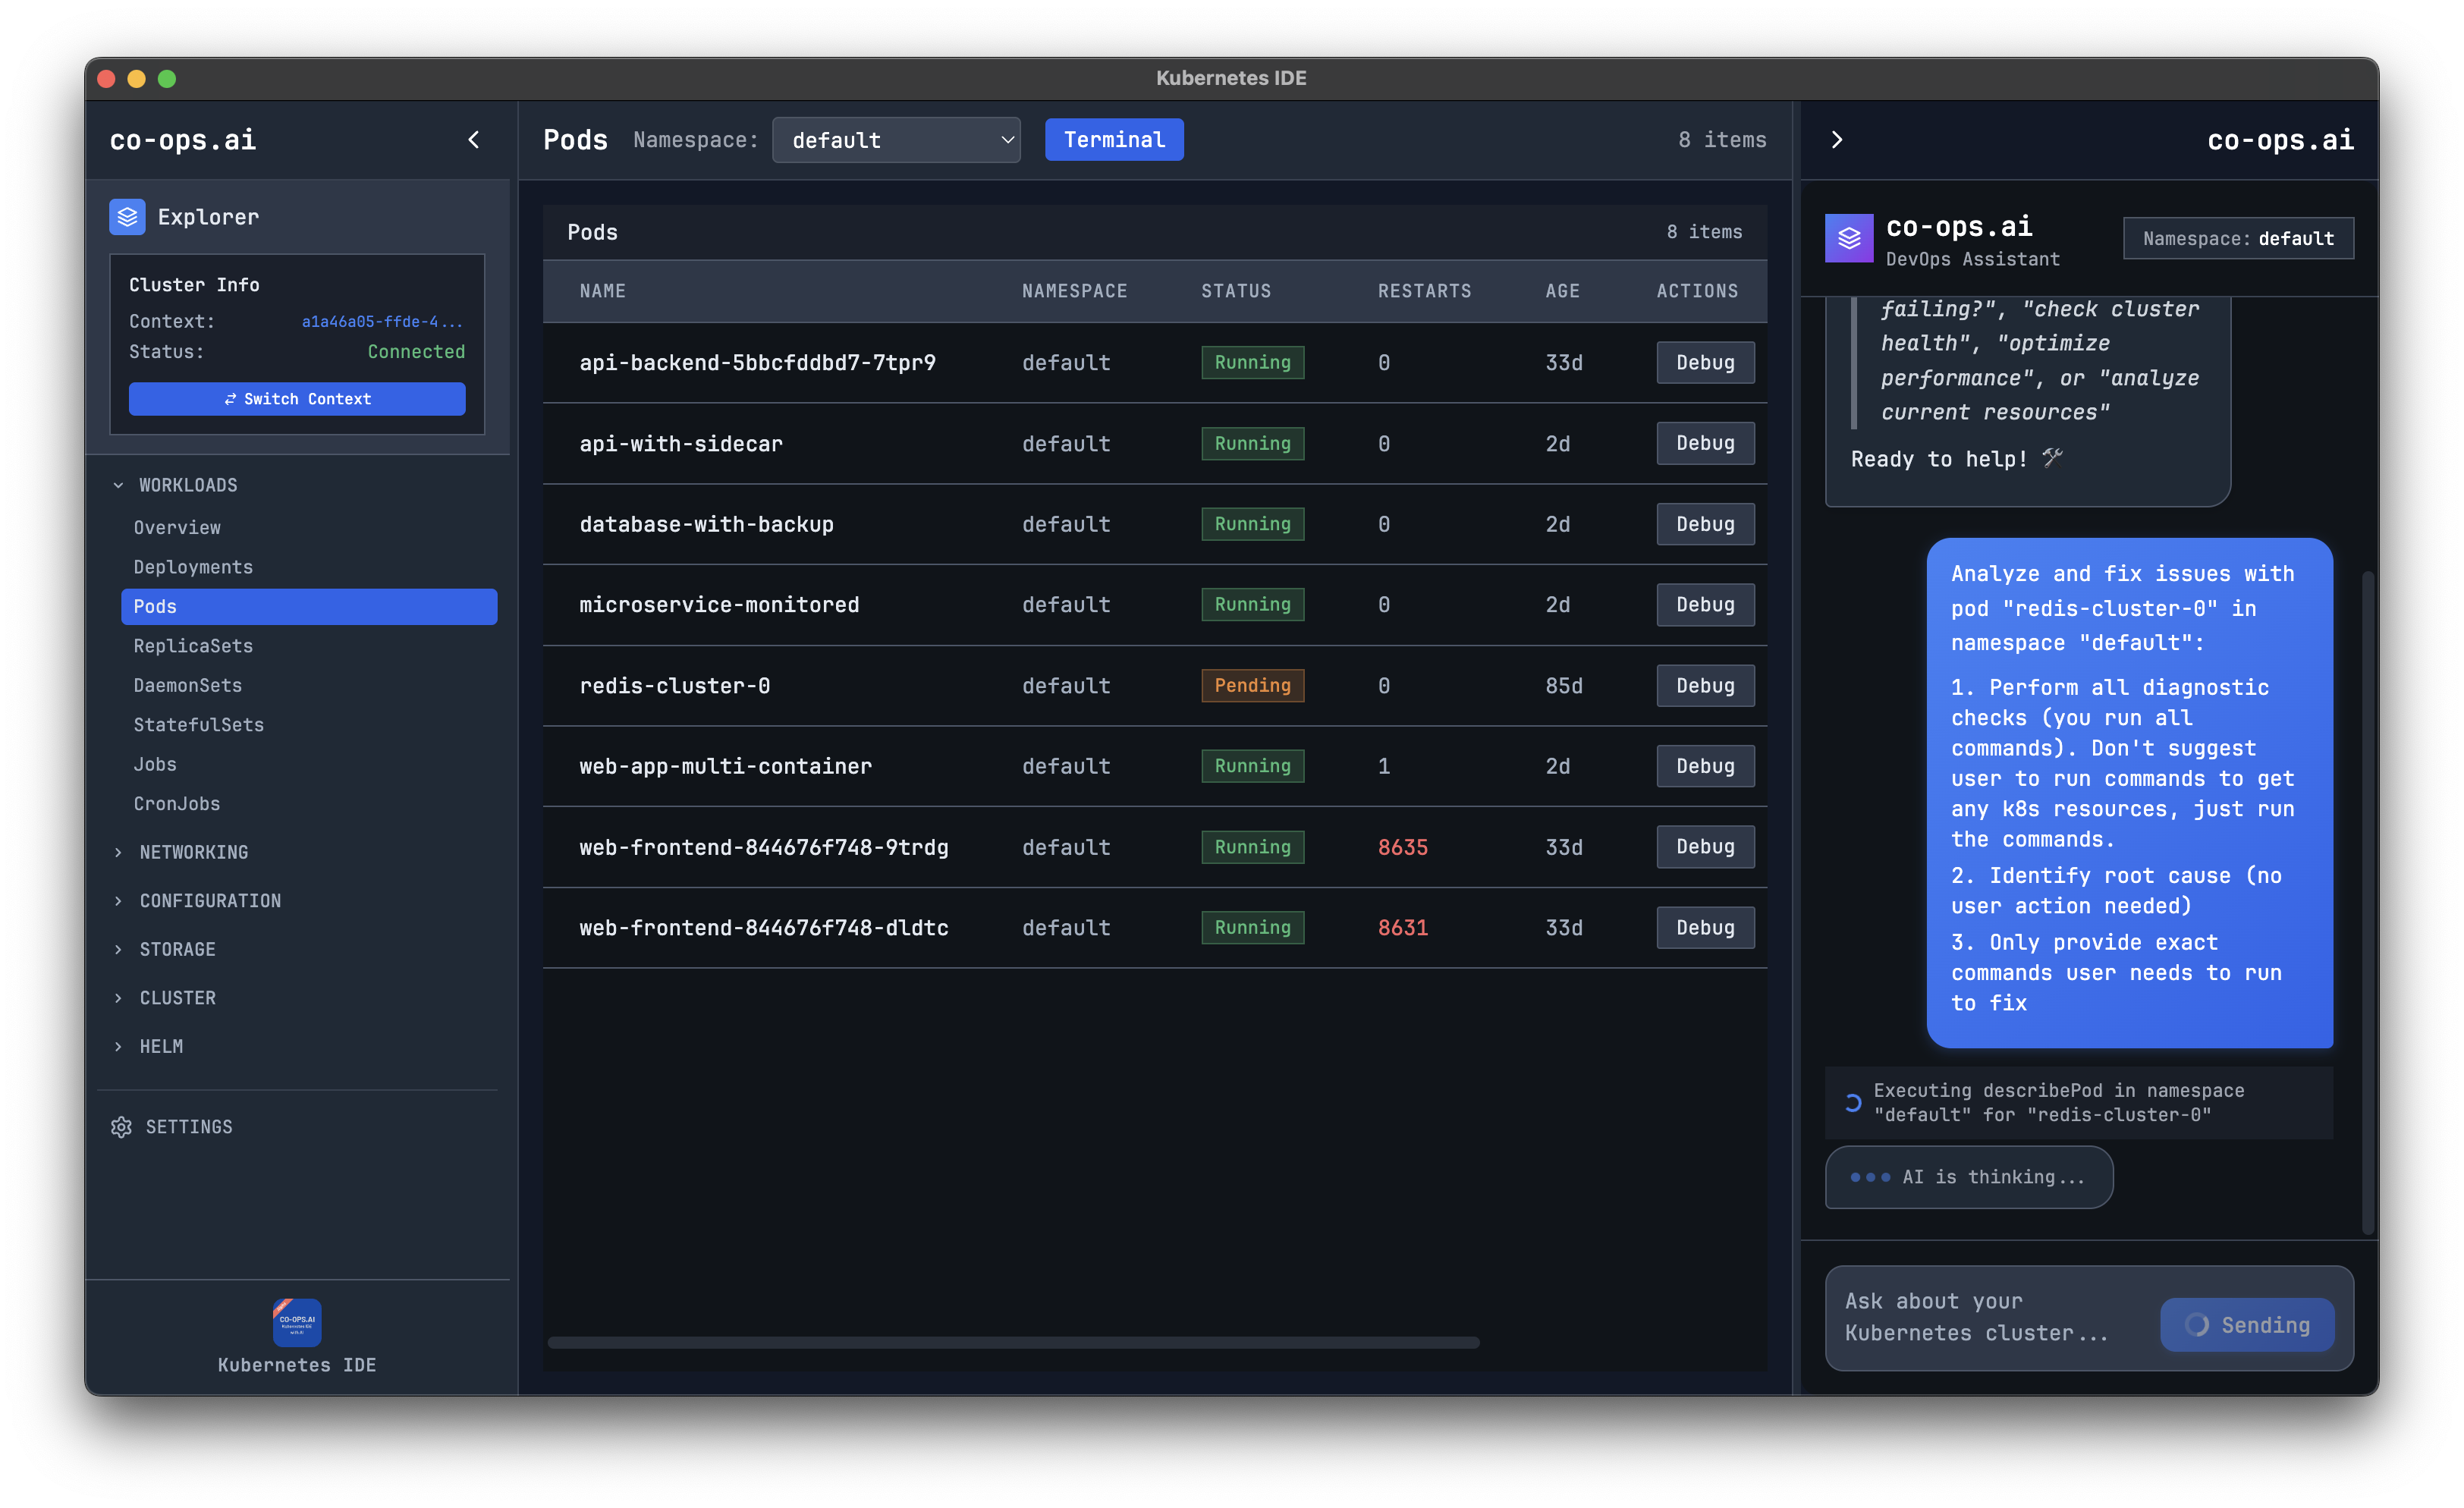 Kubernetes IDE
co-ops.ai
Explorer
Cluster Info
Context: a1a46a05-ffde-4...
Status: Connected
Switch Context
WORKLOADS
Overview
Deployments
Pods
ReplicaSets
DaemonSets
StatefulSets
Jobs
CronJobs
NETWORKING
CONFIGURATION
STORAGE
CLUSTER
HELM
SETTINGS
CO-OPS.AI
Kubernetes IDE
Kubernetes IDE
Pods Namespace: default Terminal 8 items
Pods 8 items
NAME NAMESPACE STATUS RESTARTS AGE ACTIONS
api-backend-5bbcfddbd7-7tpr9 default Running 0 33d Debug
api-with-sidecar default Running 0 2d Debug
database-with-backup default Running 0 2d Debug
microservice-monitored default Running 0 2d Debug
redis-cluster-0 default Pending 0 85d Debug
web-app-multi-container default Running 1 2d Debug
web-frontend-844676f748-9trdg default Running 8635 33d Debug
web-frontend-844676f748-dldtc default Running 8631 33d Debug
co-ops.ai
co-ops.ai
DevOps Assistant
Namespace: default
failing?", "check cluster
health", "optimize
performance", or "analyze
current resources"
Ready to help! 🛠
Analyze and fix issues with
pod "redis-cluster-0" in
namespace "default":
1. Perform all diagnostic
checks (you run all
commands). Don't suggest
user to run commands to get
any k8s resources, just run
the commands.
2. Identify root cause (no
user action needed)
3. Only provide exact
commands user needs to run
to fix
Executing describePod in namespace
"default" for "redis-cluster-0"
AI is thinking...
Ask about your
Kubernetes cluster...
Sending